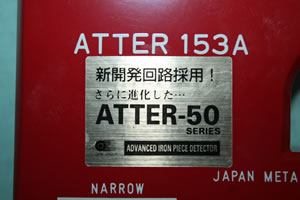 ATTER 153A
新開発回路採用！
さらに進化した…
ATTER-50
SERIES
ADVANCED IRON PIECE DETECTOR
JAPAN META
NARROW